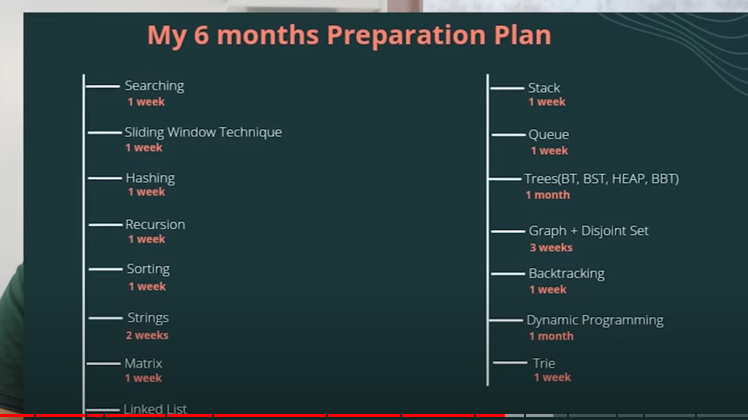 My 6 months Preparation Plan
Searching
1 week
Sliding Window Technique
1 week
Hashing
1 week
Recursion
1 week
Sorting
1 week
Strings
2 weeks
Matrix
1 week
Linked List
Stack
1 week
Queue
1 week
Trees(BT, BST, HEAP, BBT)
1 month
Graph + Disjoint Set
3 weeks
Backtracking
1 week
Dynamic Programming
1 month
Trie
1 week